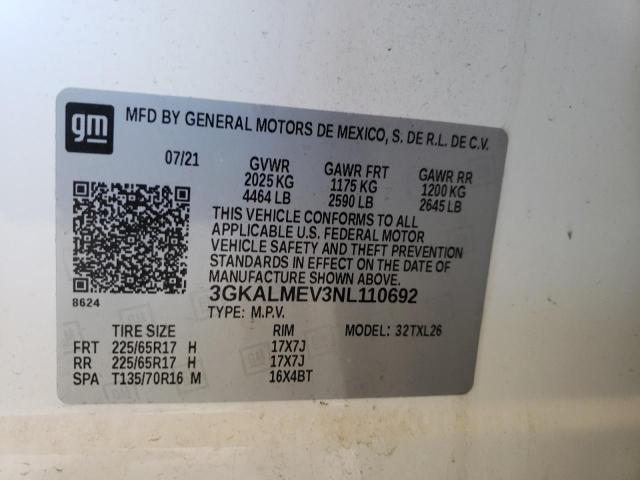 gm
MFD BY GENERAL MOTORS DE MEXICO, S. DE R.L. DE C.V.
07/21 GVWR GAWR FRT GAWR RR
2025 KG 1175 KG 1200 KG
4464 LB 2590 LB 2645 LB
THIS VEHICLE CONFORMS TO ALL
APPLICABLE U.S. FEDERAL MOTOR
VEHICLE SAFETY AND THEFT PREVENTION
STANDARDS IN EFFECT ON THE DATE OF
MANUFACTURE SHOWN ABOVE.
8624
3GKALMEV3NL110692
TYPE: M.P.V.
TIRE SIZE RIM MODEL: 32TXL26
FRT 225/65R17 H 17X7J
RR 225/65R17 H 17X7J
SPA T135/70R16 M 16X4BT